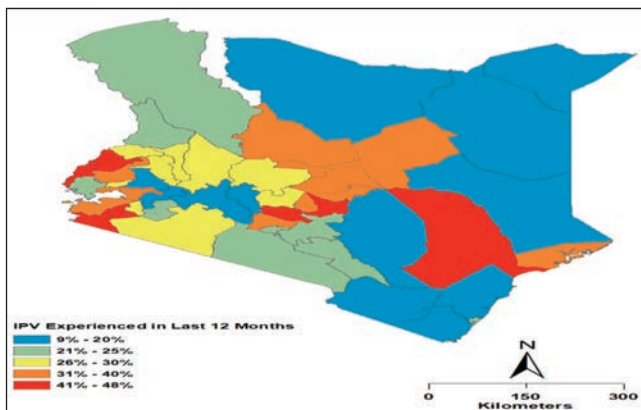 IPV Experienced in Last 12 Months
9% - 20%
21% - 25%
26% - 30%
31% - 40%
41% - 48%
N
0 150 300
Kilometers